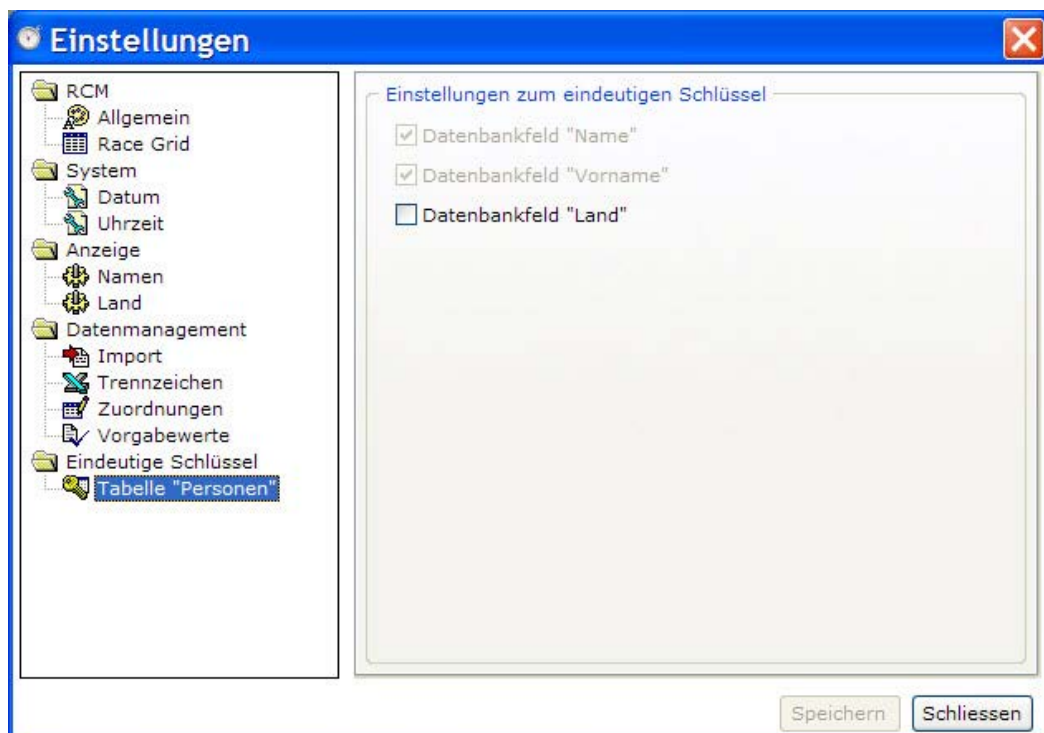 Einstellungen
RCM
Allgemein
Race Grid
System
Datum
Uhrzeit
Anzeige
Namen
Land
Datenmanagement
Import
Trennzeichen
Zuordnungen
Vorgabewerte
Eindeutige Schlüssel
Tabelle "Personen"
Einstellungen zum eindeutigen Schlüssel
Datenbankfeld "Name"
Datenbankfeld "Vorname"
Datenbankfeld "Land"
Speichern
Schliessen